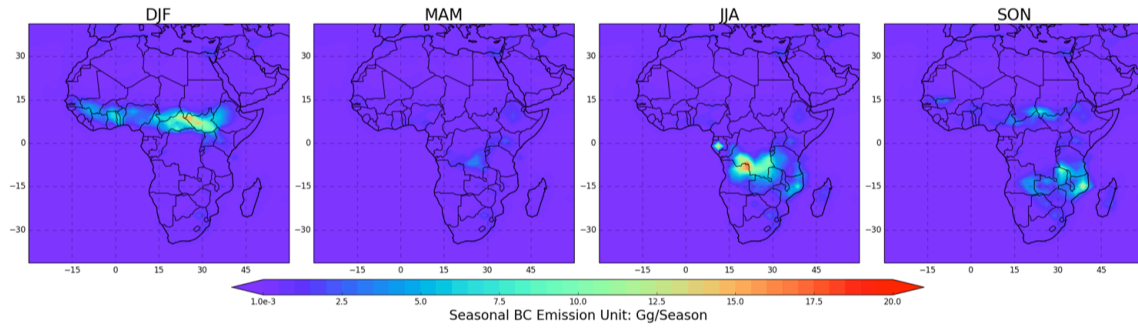 DJF MAM JJA SON
30 30 30 30
15 15 15 15
0 0 0 0
−15 −15 −15 −15
−30 −30 −30 −30
−15 0 15 30 45 −15 0 15 30 45 −15 0 15 30 45 −15 0 15 30 45
1.0e-3 2.5 5.0 7.5 10.0 12.5 15.0 17.5 20.0
Seasonal BC Emission Unit: Gg/Season